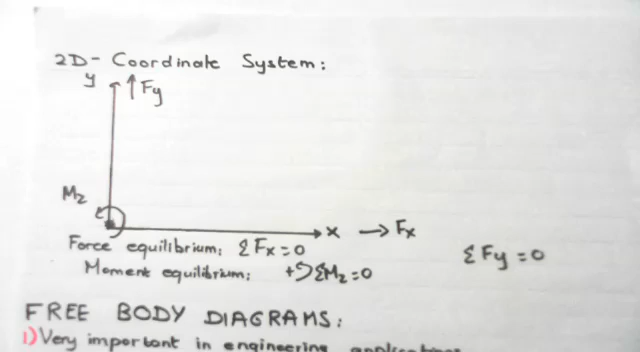 2D- Coordinate System:
y ↑Fy
Mz
x → Fx
Force equilibrium: ΣFx=0 ΣFy=0
Moment equilibrium: +↺ΣMz=0
FREE BODY DIAGRAMS:
1) Very important in engineering applications